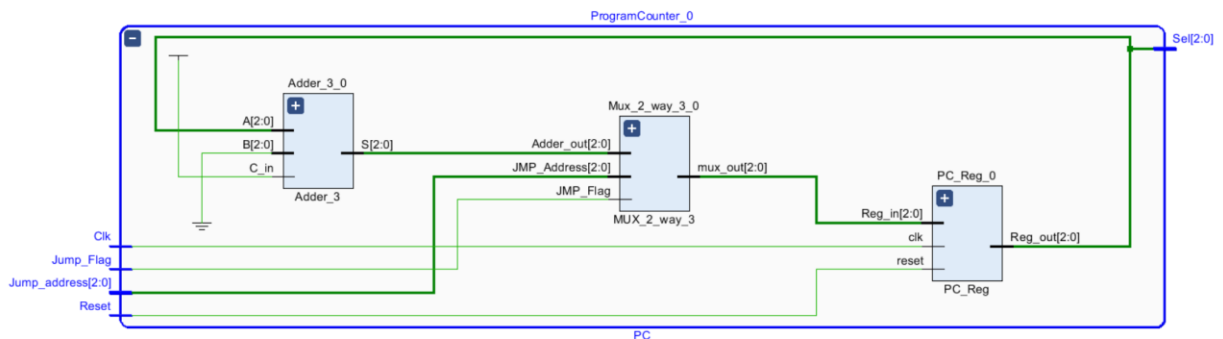 ProgramCounter_0
Sel[2:0]
Adder_3_0
A[2:0]
B[2:0]
C_in
S[2:0]
Adder_3
Mux_2_way_3_0
Adder_out[2:0]
JMP_Address[2:0]
JMP_Flag
mux_out[2:0]
MUX_2_way_3
PC_Reg_0
Reg_in[2:0]
clk
reset
Reg_out[2:0]
PC_Reg
Clk
Jump_Flag
Jump_address[2:0]
Reset
PC